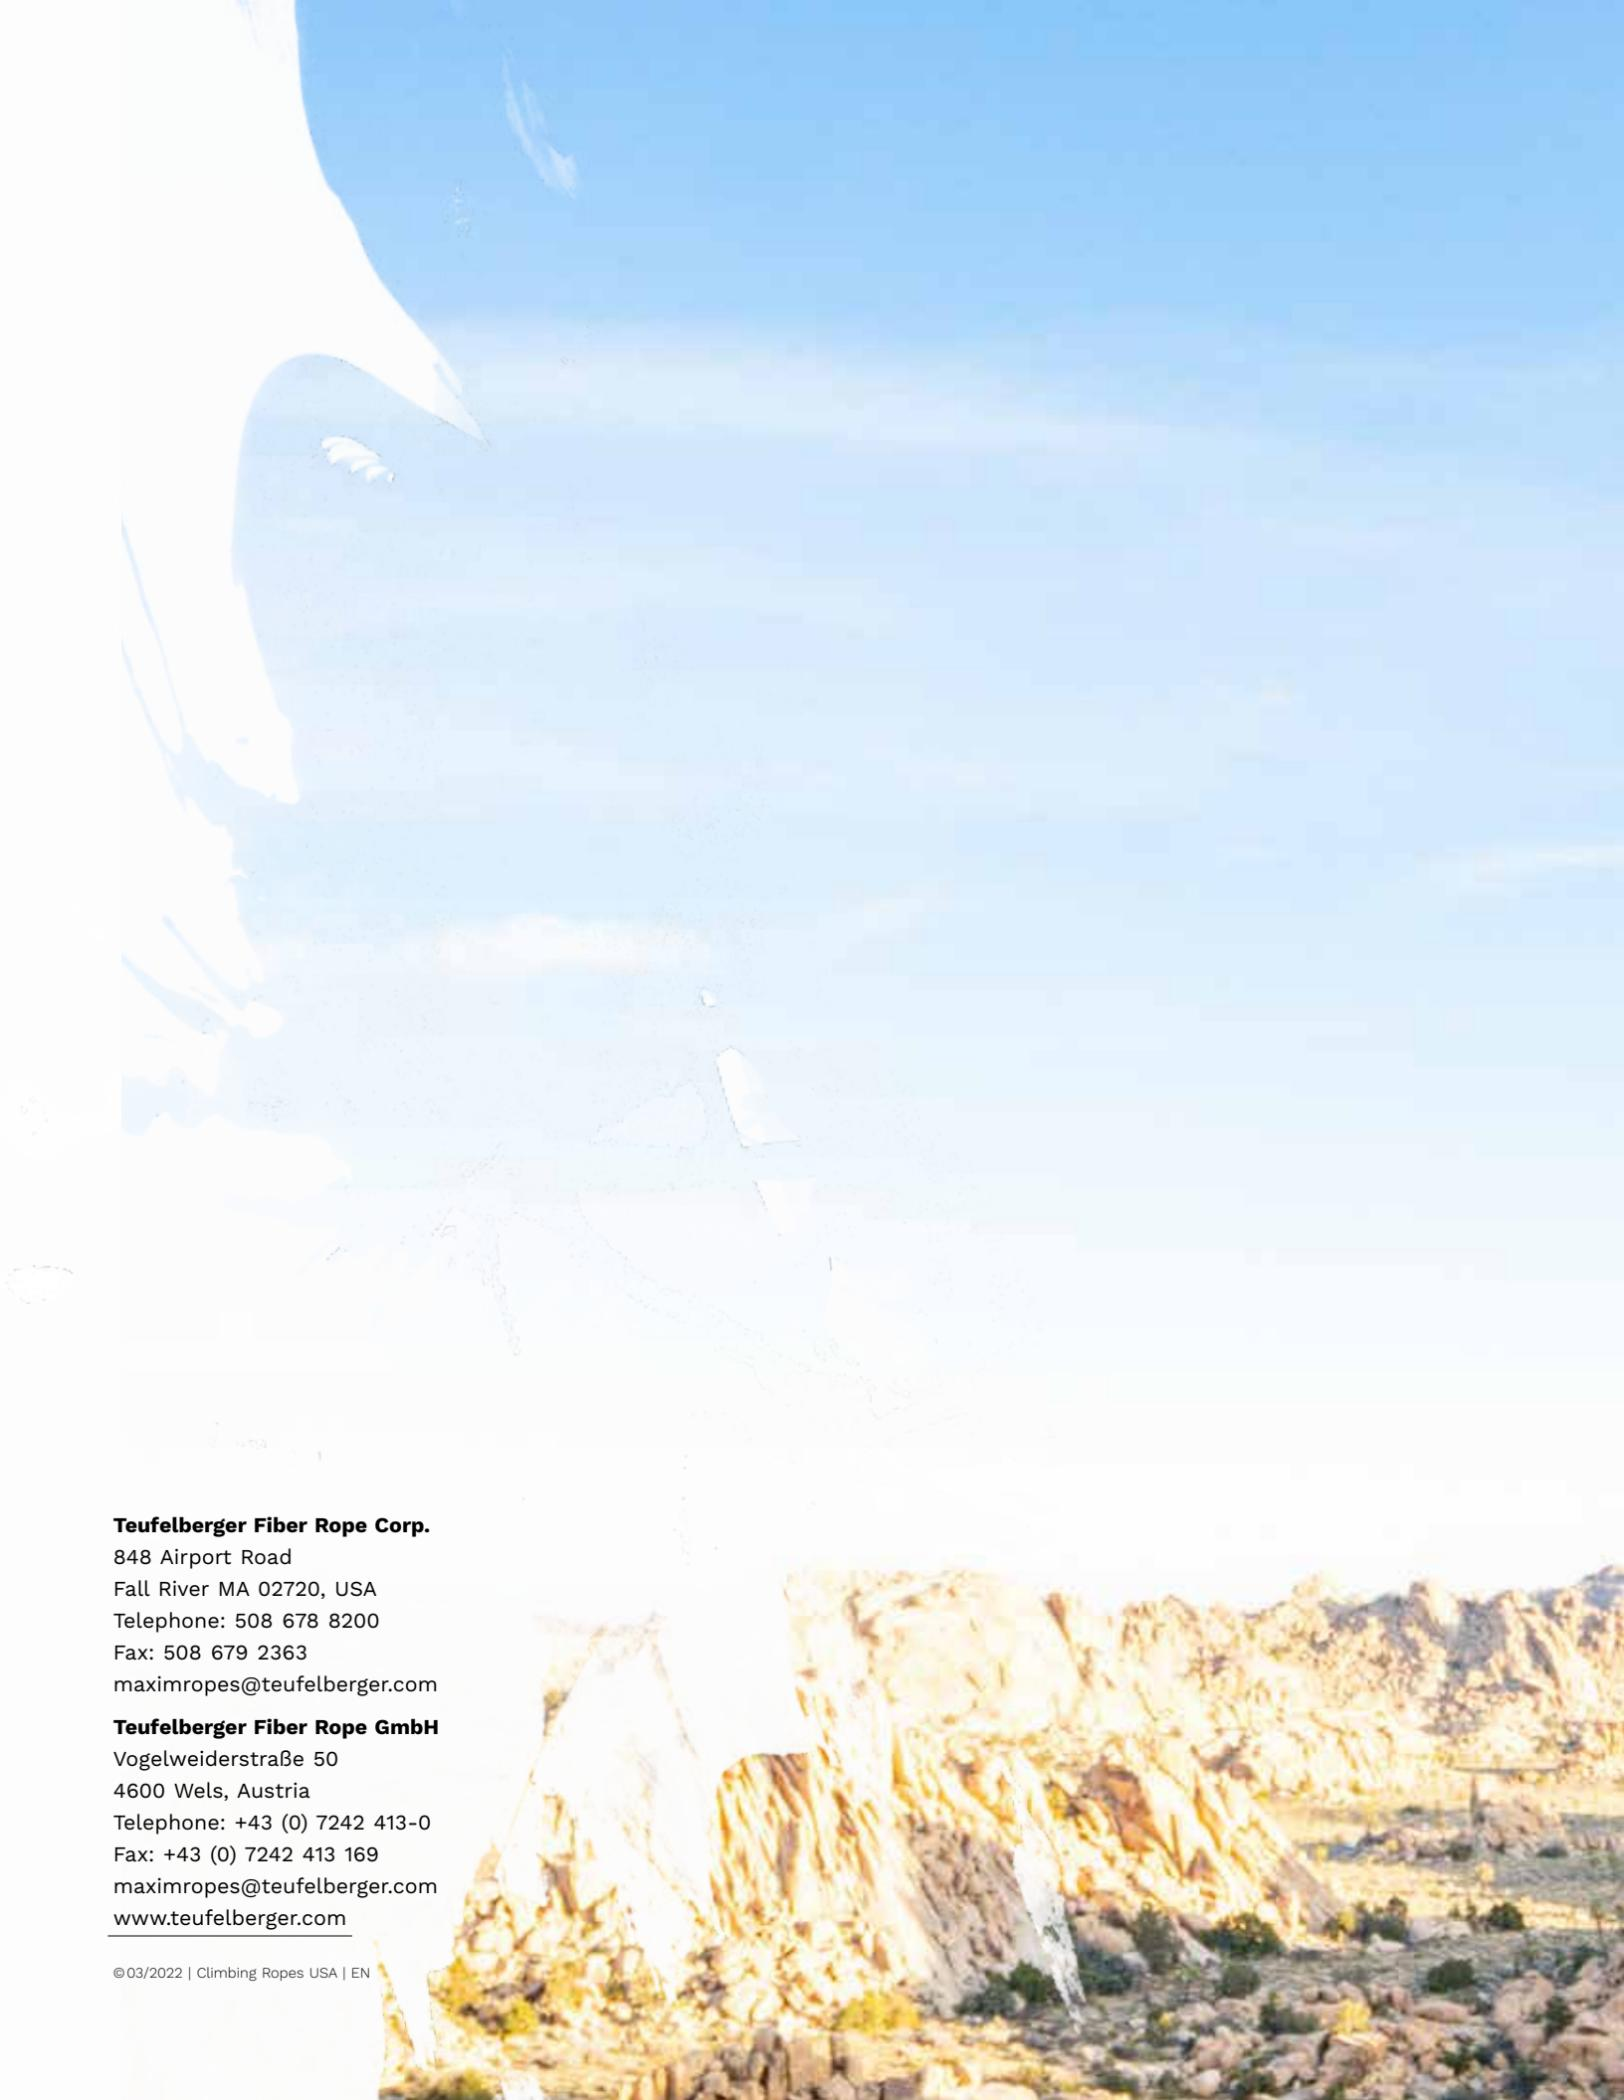 Teufelberger Fiber Rope Corp.
848 Airport Road
Fall River MA 02720, USA
Telephone: 508 678 8200
Fax: 508 679 2363
maximropes@teufelberger.com
Teufelberger Fiber Rope GmbH
Vogelweiderstraße 50
4600 Wels, Austria
Telephone: +43 (0) 7242 413-0
Fax: +43 (0) 7242 413 169
maximropes@teufelberger.com
www.teufelberger.com
©03/2022 | Climbing Ropes USA | EN